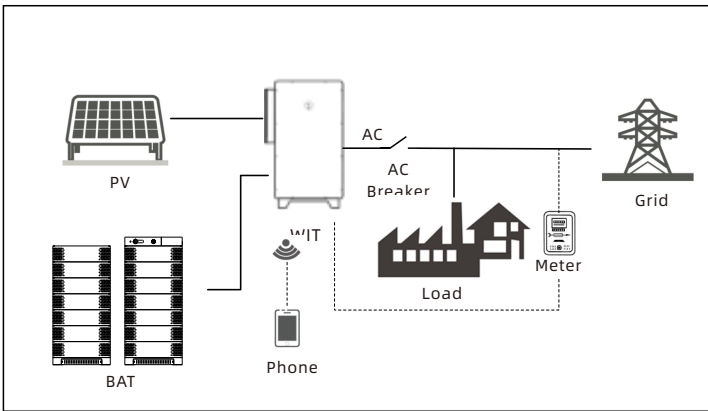 AC
AC
Breaker
PV
Grid
WIT
Meter
Load
Phone
BAT